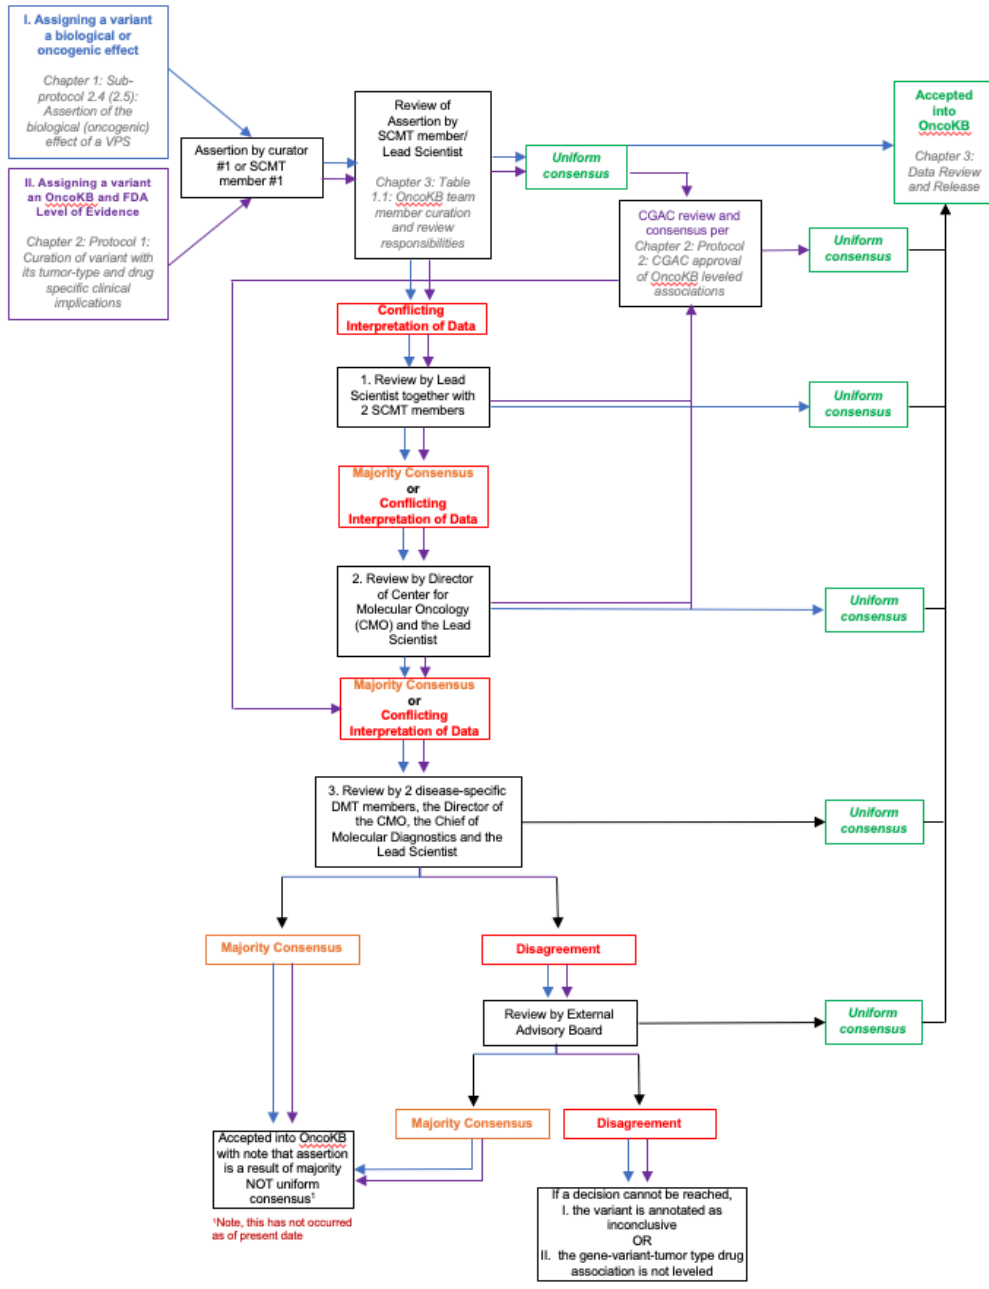 I. Assigning a variant
a biological or
oncogenic effect
Chapter 1: Sub-
protocol 2.4 (2.5):
Assertion of the
biological (oncogenic)
effect of a VPS
II. Assigning a variant
an OncoKB and FDA
Level of Evidence
Chapter 2: Protocol 1:
Curation of variant with
its tumor-type and drug
specific clinical
implications
Assertion by curator
#1 or SCMT
member #1
Review of
Assertion by
SCMT member/
Lead Scientist
Chapter 3: Table
1.1: OncoKB team
member curation
and review
responsibilities
Uniform
consensus
Accepted
into
OncoKB
Chapter 3:
Data Review
and Release
CGAC review and
consensus per
Chapter 2: Protocol
2: CGAC approval
of OncoKB leveled
associations
Uniform
consensus
Conflicting
Interpretation of Data
1. Review by Lead
Scientist together with
2 SCMT members
Uniform
consensus
Majority Consensus
or
Conflicting
Interpretation of Data
2. Review by Director
of Center for
Molecular Oncology
(CMO) and the Lead
Scientist
Uniform
consensus
Majority Consensus
or
Conflicting
Interpretation of Data
3. Review by 2 disease-specific
DMT members, the Director of
the CMO, the Chief of
Molecular Diagnostics and the
Lead Scientist
Uniform
consensus
Majority Consensus
Disagreement
Review by External
Advisory Board
Uniform
consensus
Majority Consensus
Disagreement
Accepted into OncoKB
with note that assertion
is a result of majority
NOT uniform
consensus¹
¹Note, this has not occurred
as of present date
If a decision cannot be reached,
I. the variant is annotated as
inconclusive
OR
II. the gene-variant-tumor type drug
association is not leveled